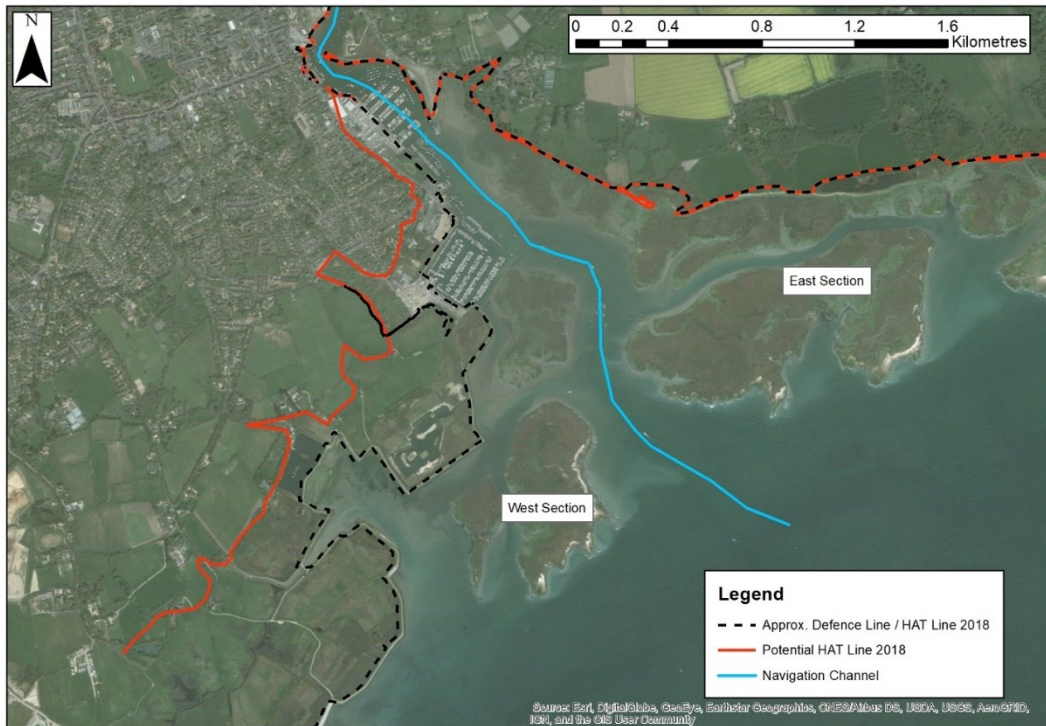 N
0 0.2 0.4 0.8 1.2 1.6
Kilometres
East Section
West Section
Legend
Approx. Defence Line / HAT Line 2018
Potential HAT Line 2018
Navigation Channel
Source: Esri, DigitalGlobe, GeoEye, Earthstar Geographics, CNES/Airbus DS, USDA, USGS, AeroGRID,
IGN, and the GIS User Community